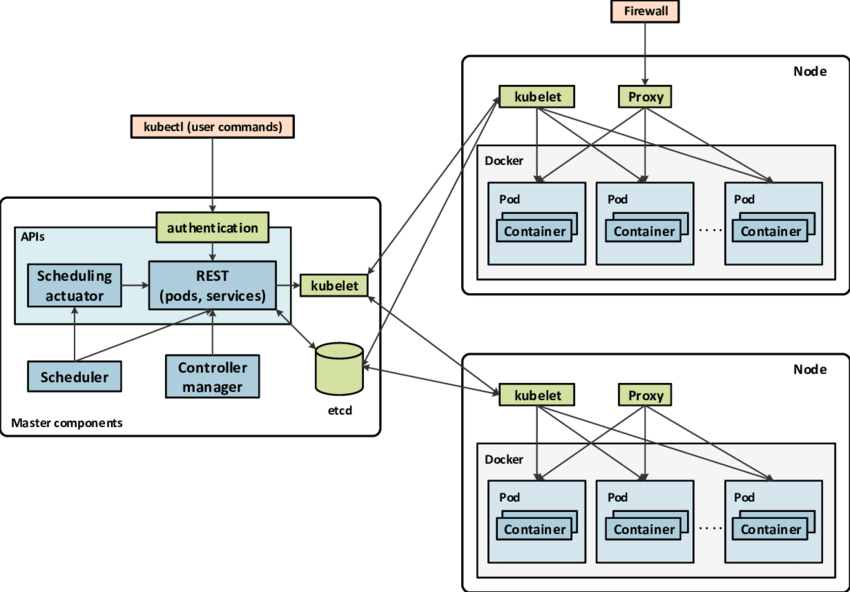 Firewall
Node
kubelet
Proxy
kubectl (user commands)
Docker
Pod
Pod
Pod
Container
Container
....
Container
authentication
APIs
Scheduling
actuator
REST
(pods, services)
kubelet
Scheduler
Controller
manager
etcd
Master components
Node
kubelet
Proxy
Docker
Pod
Pod
Pod
Container
Container
....
Container